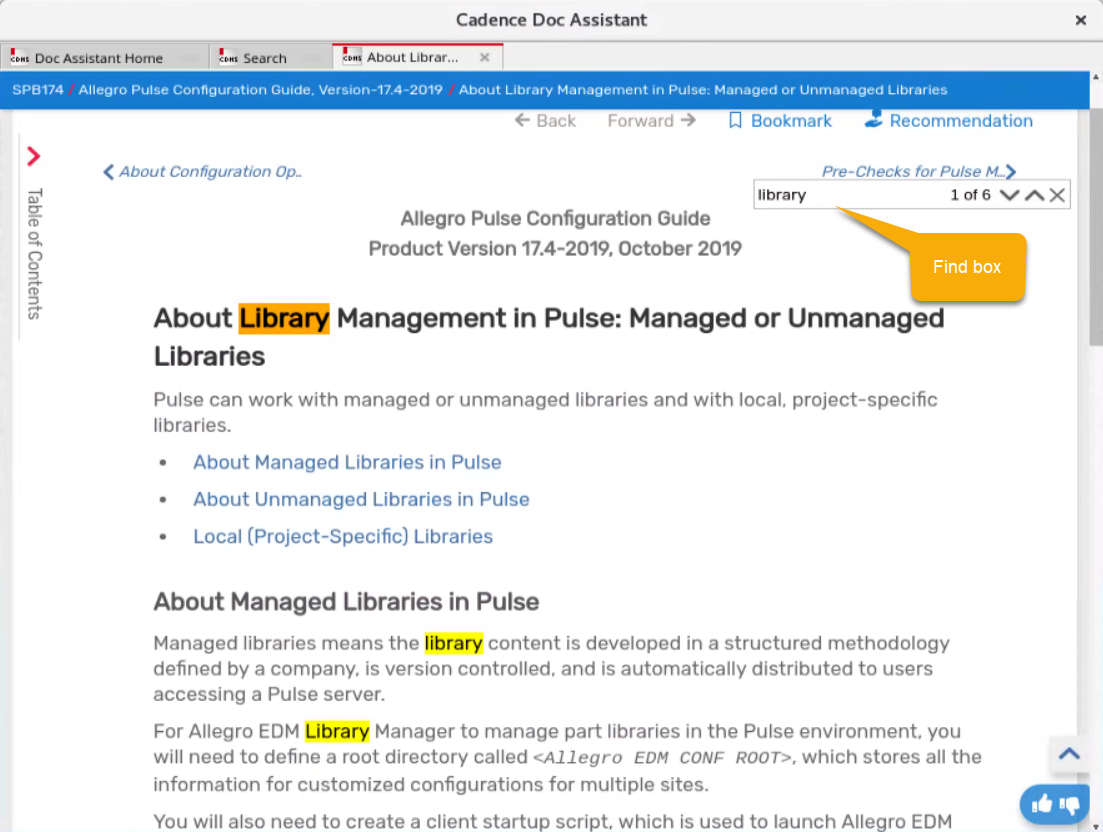 Cadence Doc Assistant
cdns Doc Assistant Home
cdns Search
cdns About Librar...
SPB174 / Allegro Pulse Configuration Guide, Version-17.4-2019 / About Library Management in Pulse: Managed or Unmanaged Libraries
Back Forward Bookmark Recommendation
About Configuration Op..
Pre-Checks for Pulse M...
library 1 of 6
Find box
Table of Contents
Allegro Pulse Configuration Guide
Product Version 17.4-2019, October 2019
About Library Management in Pulse: Managed or Unmanaged
Libraries
Pulse can work with managed or unmanaged libraries and with local, project-specific
libraries.
• About Managed Libraries in Pulse
• About Unmanaged Libraries in Pulse
• Local (Project-Specific) Libraries
About Managed Libraries in Pulse
Managed libraries means the library content is developed in a structured methodology
defined by a company, is version controlled, and is automatically distributed to users
accessing a Pulse server.
For Allegro EDM Library Manager to manage part libraries in the Pulse environment, you
will need to define a root directory called <Allegro EDM CONF ROOT>, which stores all the
information for customized configurations for multiple sites.
You will also need to create a client startup script, which is used to launch Allegro EDM